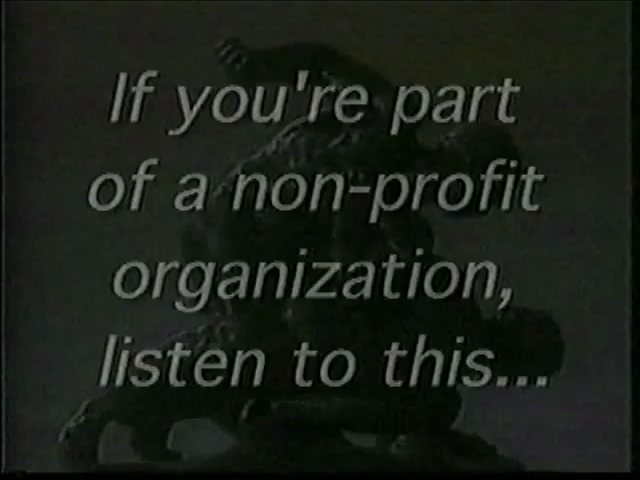 If you're part
of a non-profit
organization,
listen to this...